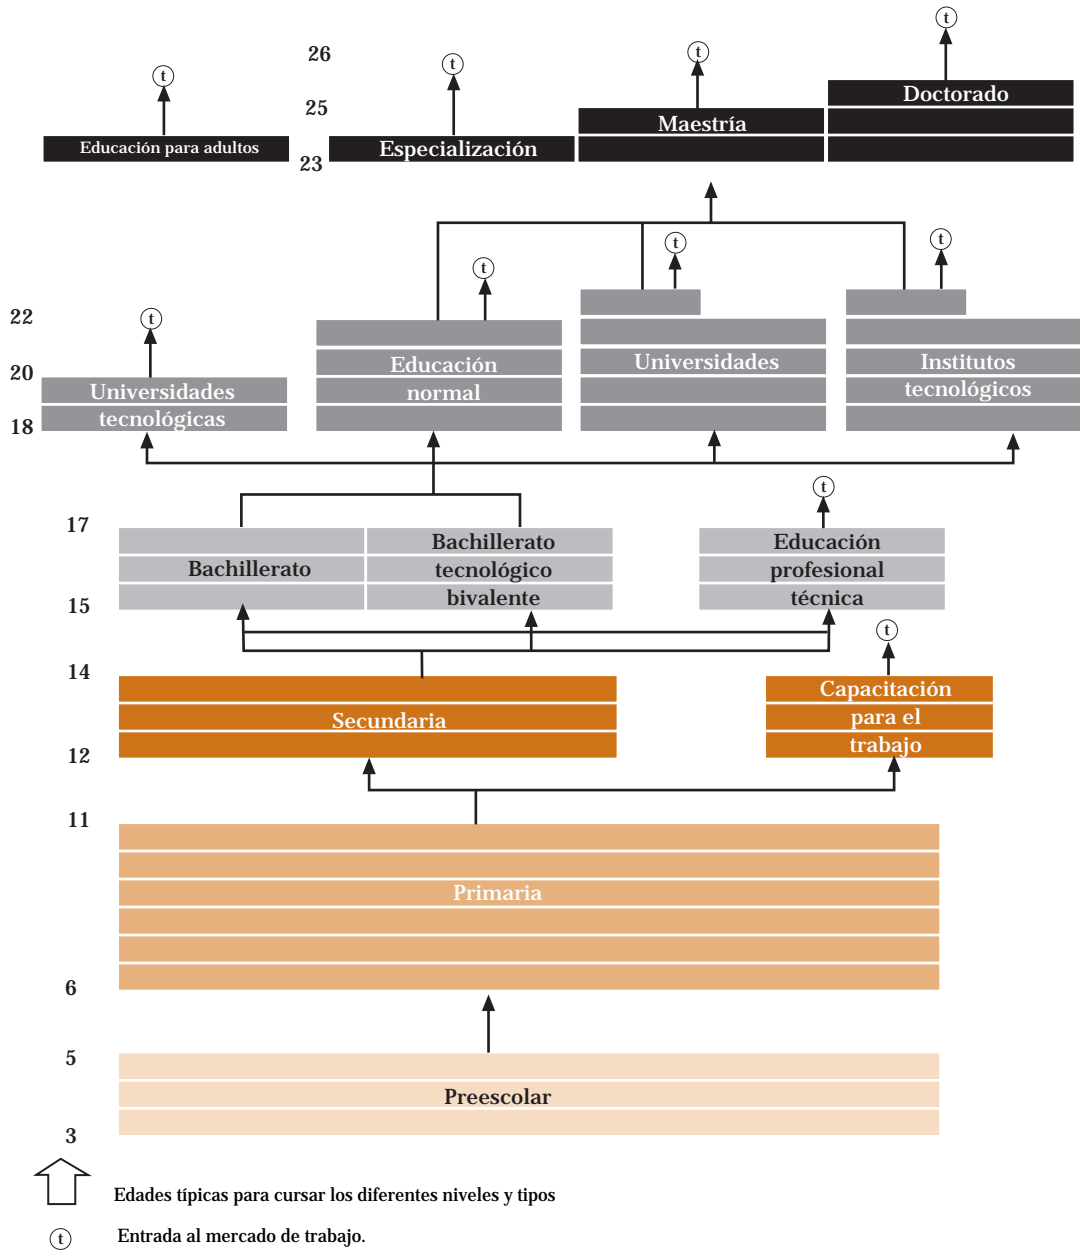 t
26
t
t
t
Doctorado
25
Maestría
Educación para adultos
Especialización
23
t
t
t
22
t
Educación
Universidades
Institutos
20
Universidades
normal
tecnológicos
18
tecnológicas
t
17
Bachillerato
Educación
Bachillerato
tecnológico
profesional
15
bivalente
técnica
t
14
Capacitación
Secundaria
para el
12
trabajo
11
Primaria
6
5
Preescolar
3
Edades típicas para cursar los diferentes niveles y tipos
t
Entrada al mercado de trabajo.